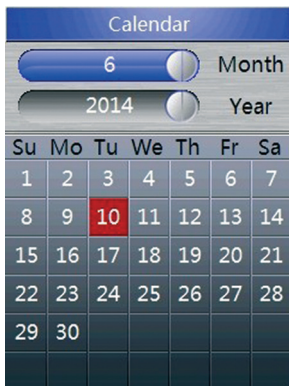 Calendar
6 Month
2014 Year
Su Mo Tu We Th Fr Sa
1 2 3 4 5 6 7
8 9 10 11 12 13 14
15 16 17 18 19 20 21
22 23 24 25 26 27 28
29 30